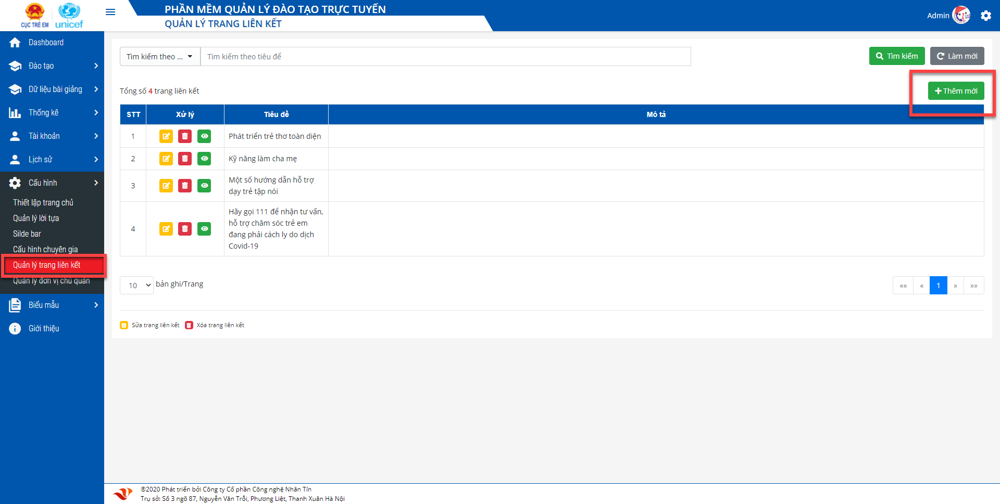 CỤC TRẺ EM
unicef
PHẦN MỀM QUẢN LÝ ĐÀO TẠO TRỰC TUYẾN
QUẢN LÝ TRANG LIÊN KẾT
Admin
111
Dashboard
Đào tạo
Dữ liệu bài giảng
Thống kê
Tài khoản
Lịch sử
Cấu hình
Thiết lập trang chủ
Quản lý lời tựa
Silde bar
Cấu hình chuyên gia
Quản lý trang liên kết
Quản lý đơn vị chủ quản
Biểu mẫu
Giới thiệu
Tìm kiếm theo ...
Tìm kiếm theo tiêu để
Tìm kiếm
Làm mới
Tổng số 4 trang liên kết
Thêm mới
STT Xử lý Tiêu đề Mô tả
1 Phát triển trẻ thơ toàn diện
2 Kỹ năng làm cha mẹ
3 Một số hướng dẫn hỗ trợ
dạy trẻ tập nói
4 Hãy gọi 111 để nhận tư vấn,
hỗ trợ chăm sóc trẻ em
đang phải cách ly do dịch
Covid-19
10 bản ghi/Trang
«« « 1 » »»
Sửa trang liên kết Xóa trang liên kết
©2020 Phát triển bởi Công ty Cổ phần Công nghệ Nhân Tín
Trụ sở: Số 3 ngõ 87, Nguyễn Văn Trỗi, Phương Liệt, Thanh Xuân Hà Nội